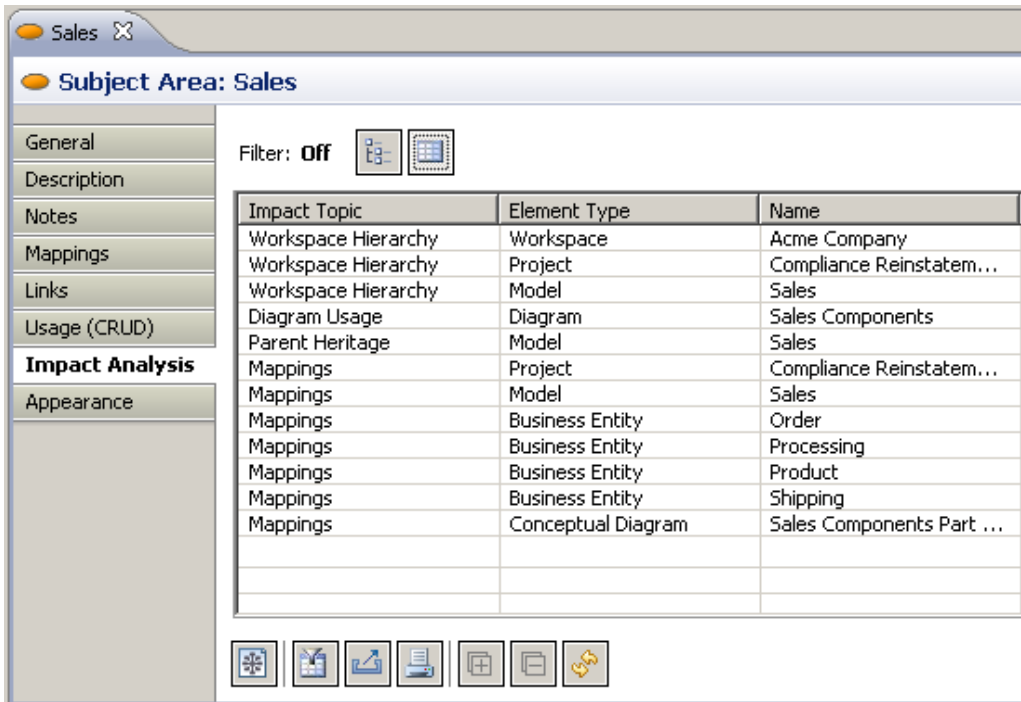 Sales
Subject Area: Sales
General
Description
Notes
Mappings
Links
Usage (CRUD)
Impact Analysis
Appearance
Filter: Off
Impact Topic Element Type Name
Workspace Hierarchy Workspace Acme Company
Workspace Hierarchy Project Compliance Reinstatem...
Workspace Hierarchy Model Sales
Diagram Usage Diagram Sales Components
Parent Heritage Model Sales
Mappings Project Compliance Reinstatem...
Mappings Model Sales
Mappings Business Entity Order
Mappings Business Entity Processing
Mappings Business Entity Product
Mappings Business Entity Shipping
Mappings Conceptual Diagram Sales Components Part ...